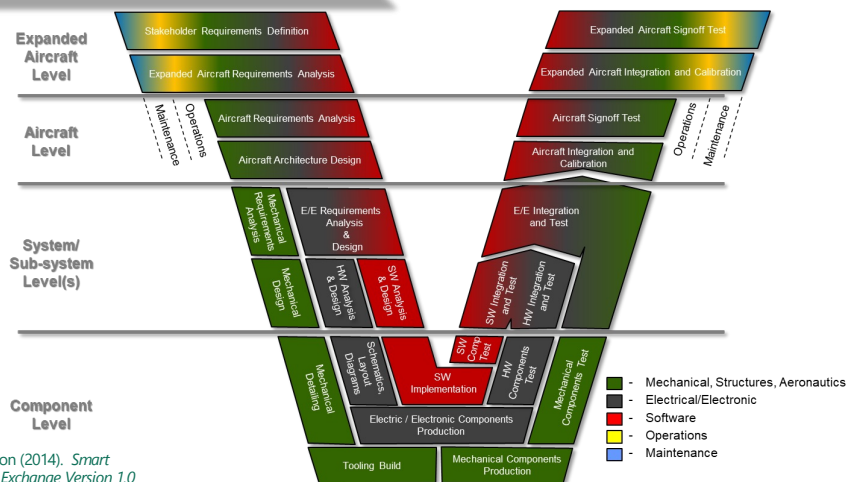 Expanded
Aircraft
Level
Stakeholder Requirements Definition
Expanded Aircraft Requirements Analysis
Expanded Aircraft Signoff Test
Expanded Aircraft Integration and Calibration
Aircraft
Level
Maintenance
Operations
Aircraft Requirements Analysis
Aircraft Architecture Design
Aircraft Signoff Test
Aircraft Integration and
Calibration
Operations
Maintenance
System/
Sub-system
Level(s)
Mechanical
Requirements
Analysis
E/E Requirements
Analysis
&
Design
E/E Integration
and Test
Mechanical
Design
HW Analysis
& Design
SW Analysis
& Design
SW Integration
and Test
HW Integration
and Test
Component
Level
Mechanical
Detailing
Schematics,
Layout
Diagrams
SW
Implementation
SW
Comp
Test
HW
Components
Test
Mechanical
Components Test
Electric / Electronic Components
Production
Tooling Build
Mechanical Components
Production
- Mechanical, Structures, Aeronautics
- Electrical/Electronic
- Software
- Operations
- Maintenance
on (2014). Smart
Exchange Version 1.0